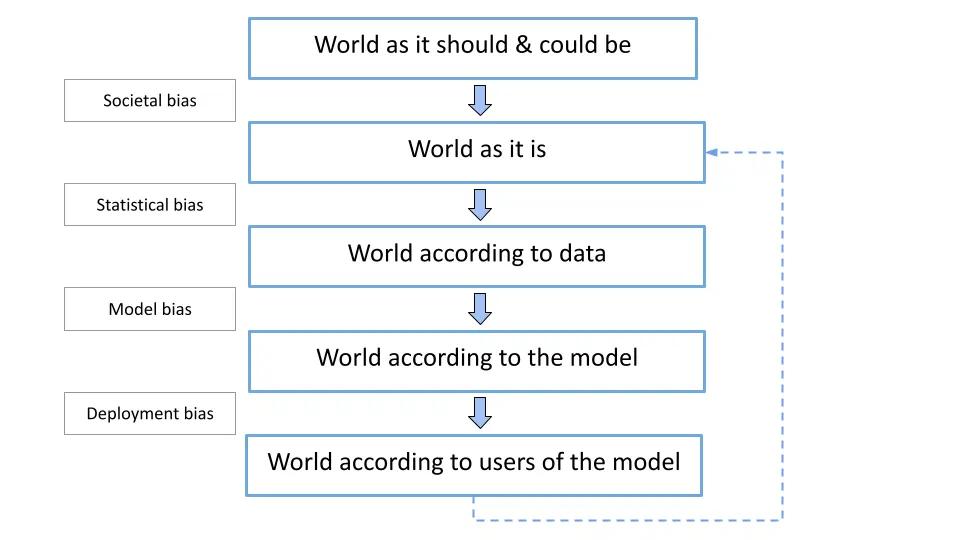 World as it should & could be
Societal bias
World as it is
Statistical bias
World according to data
Model bias
World according to the model
Deployment bias
World according to users of the model